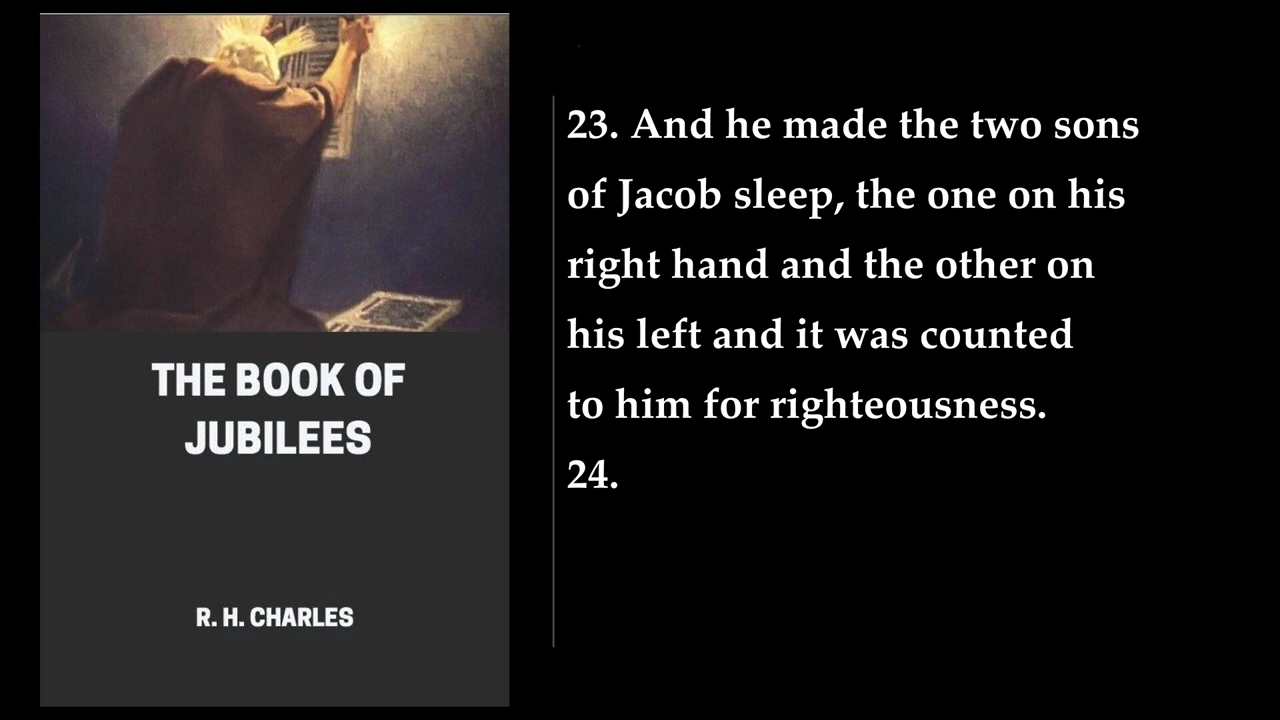 THE BOOK OF
JUBILEES
R. H. CHARLES
23. And he made the two sons
of Jacob sleep, the one on his
right hand and the other on
his left and it was counted
to him for righteousness.
24.